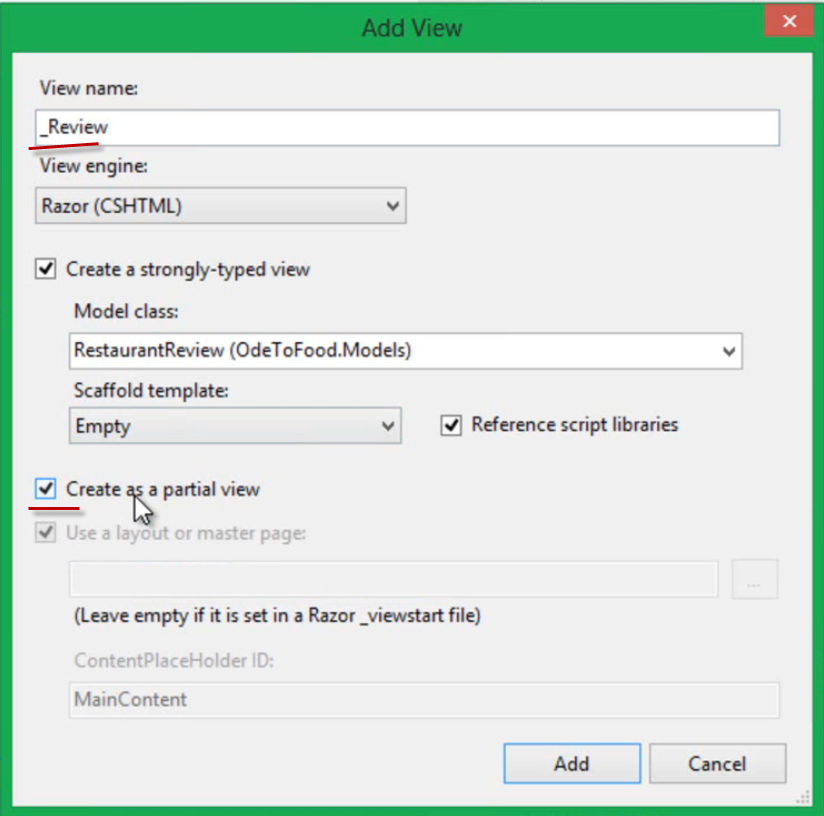 Add View
View name:
_Review
View engine:
Razor (CSHTML)
Create a strongly-typed view
Model class:
RestaurantReview (OdeToFood.Models)
Scaffold template:
Empty
Reference script libraries
Create as a partial view
Use a layout or master page:
...
(Leave empty if it is set in a Razor _viewstart file)
ContentPlaceHolder ID:
MainContent
Add
Cancel